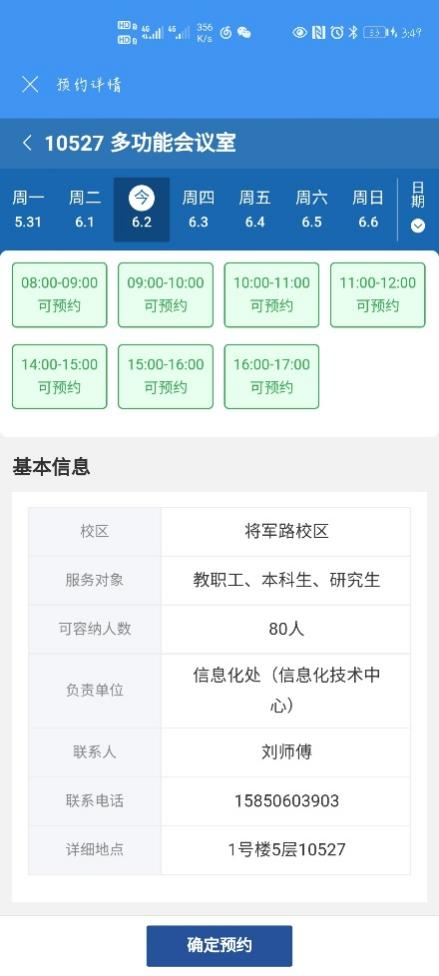 HD 4G 4G 356 K/s 33 3:49
预约详情
10527 多功能会议室
周一 周二 今 周四 周五 周六 周日 日期
5.31 6.1 6.2 6.3 6.4 6.5 6.6
08:00-09:00 09:00-10:00 10:00-11:00 11:00-12:00
可预约 可预约 可预约 可预约
14:00-15:00 15:00-16:00 16:00-17:00
可预约 可预约 可预约
基本信息
校区 将军路校区
服务对象 教职工、本科生、研究生
可容纳人数 80人
负责单位 信息化处（信息化技术中
心）
联系人 刘师傅
联系电话 15850603903
详细地点 1号楼5层10527
确定预约